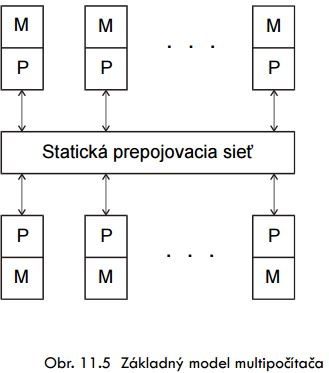 M M . . . M
P P P
Statická prepojovacia sieť
P P P
M M . . . M
Obr. 11.5 Základný model multipočítača